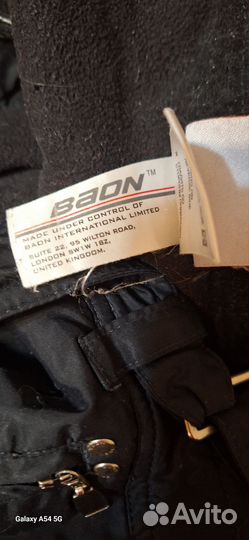 BAON™
MADE UNDER CONTROL OF
BAON INTERNATIONAL LIMITED
SUITE 22, 95 WILTON ROAD,
LONDON SW1W 1BZ,
UNITED KINGDOM.
Galaxy A54 5G
Avito